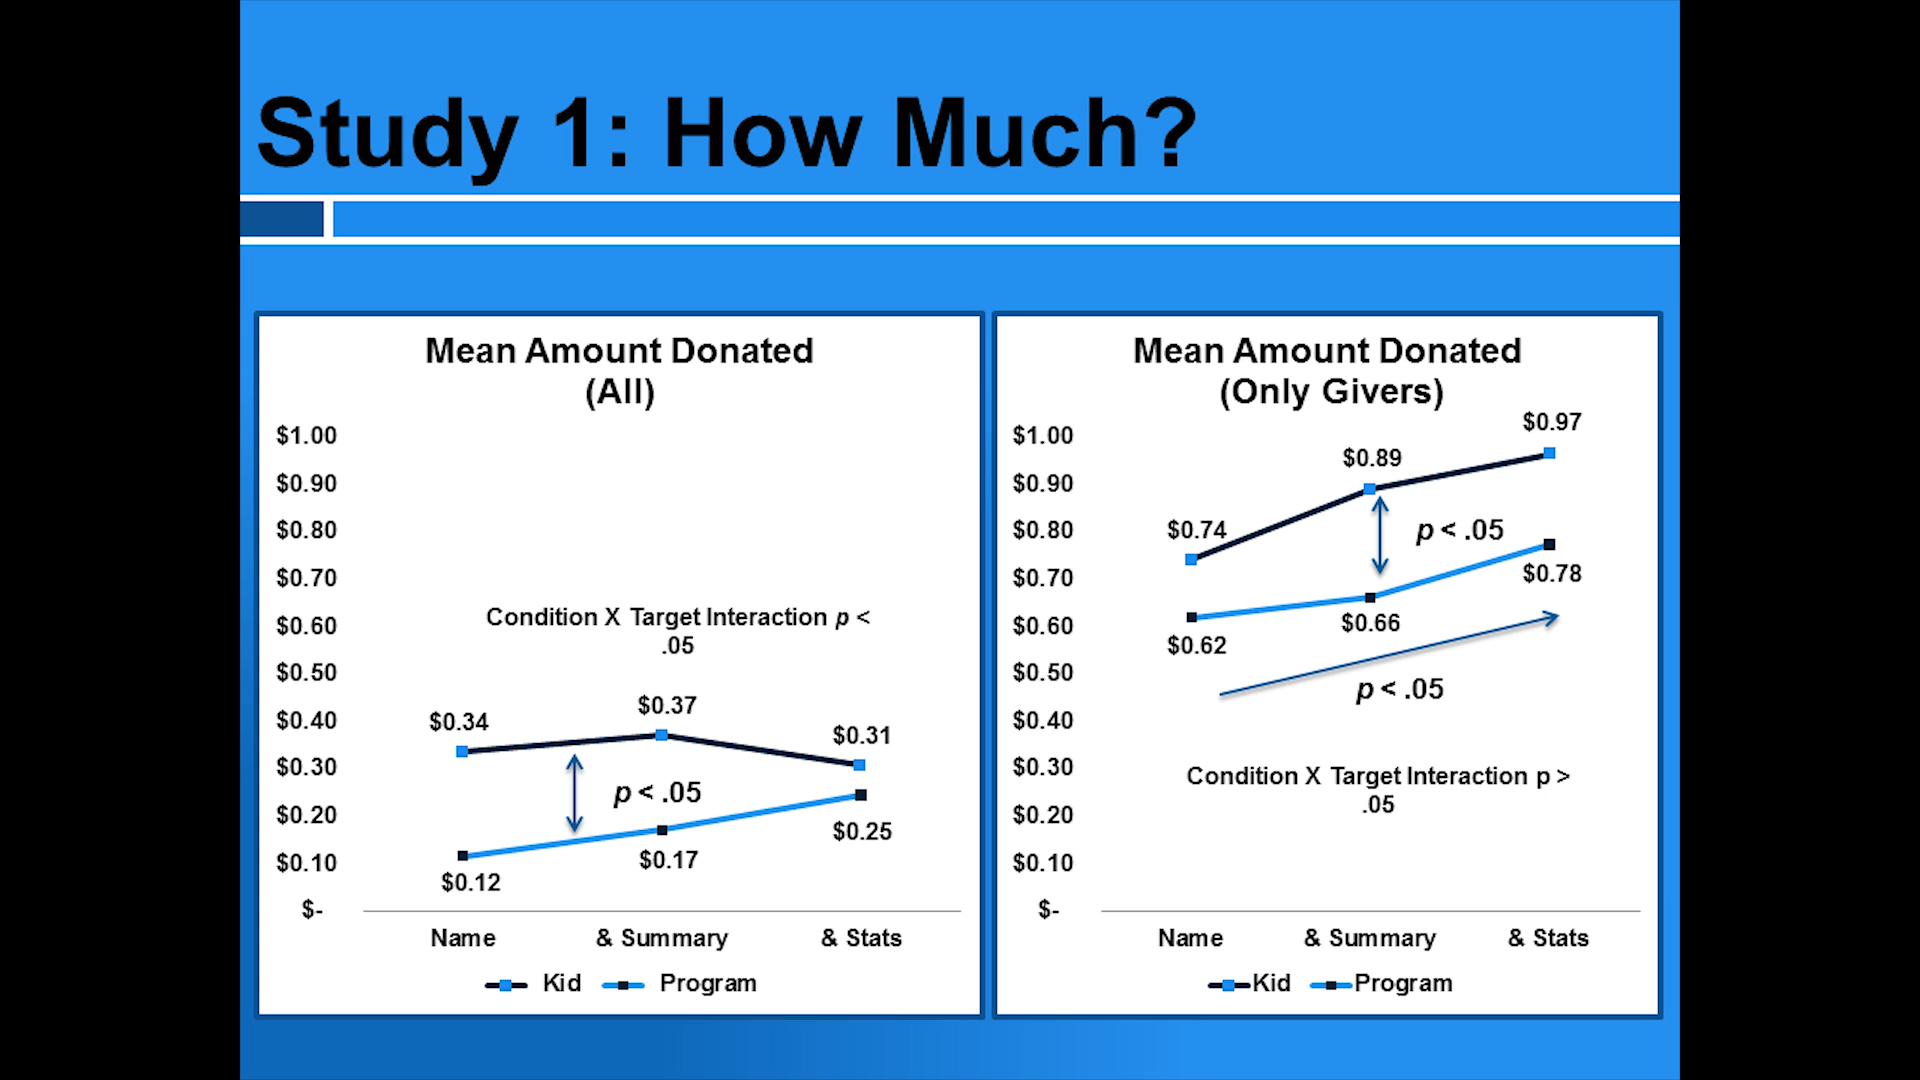 Study 1: How Much?
Mean Amount Donated
(All)
$1.00
$0.90
$0.80
$0.70
$0.60
$0.50
$0.40
$0.30
$0.20
$0.10
$-
Condition X Target Interaction p <
.05
$0.34
$0.37
$0.31
p < .05
$0.12
$0.17
$0.25
Name
& Summary
& Stats
Kid
Program
Mean Amount Donated
(Only Givers)
$1.00
$0.90
$0.80
$0.70
$0.60
$0.50
$0.40
$0.30
$0.20
$0.10
$-
$0.74
$0.89
$0.97
p < .05
$0.62
$0.66
$0.78
p < .05
Condition X Target Interaction p >
.05
Name
& Summary
& Stats
Kid
Program